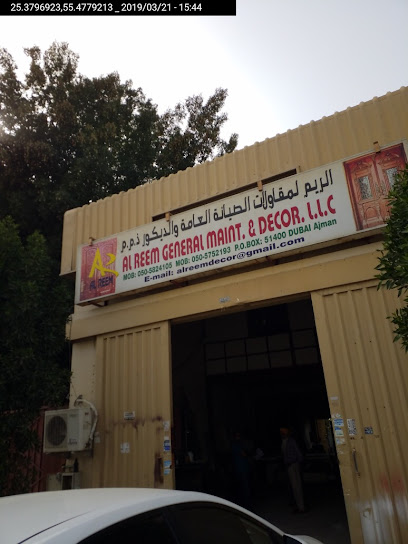 25.3796923,55.4779213 _ 2019/03/21 - 15:44
الريم لمقاولات الصيانة العامة والديكور ذ.م.م
AL REEM GENERAL MAINT. & DECOR. L.L.C
MOB: 050-5824105 MOB: 050-5752193 P.O.BOX: 51400 DUBAI Ajman
E-mail: alreemdecor@gmail.com
AL REEM